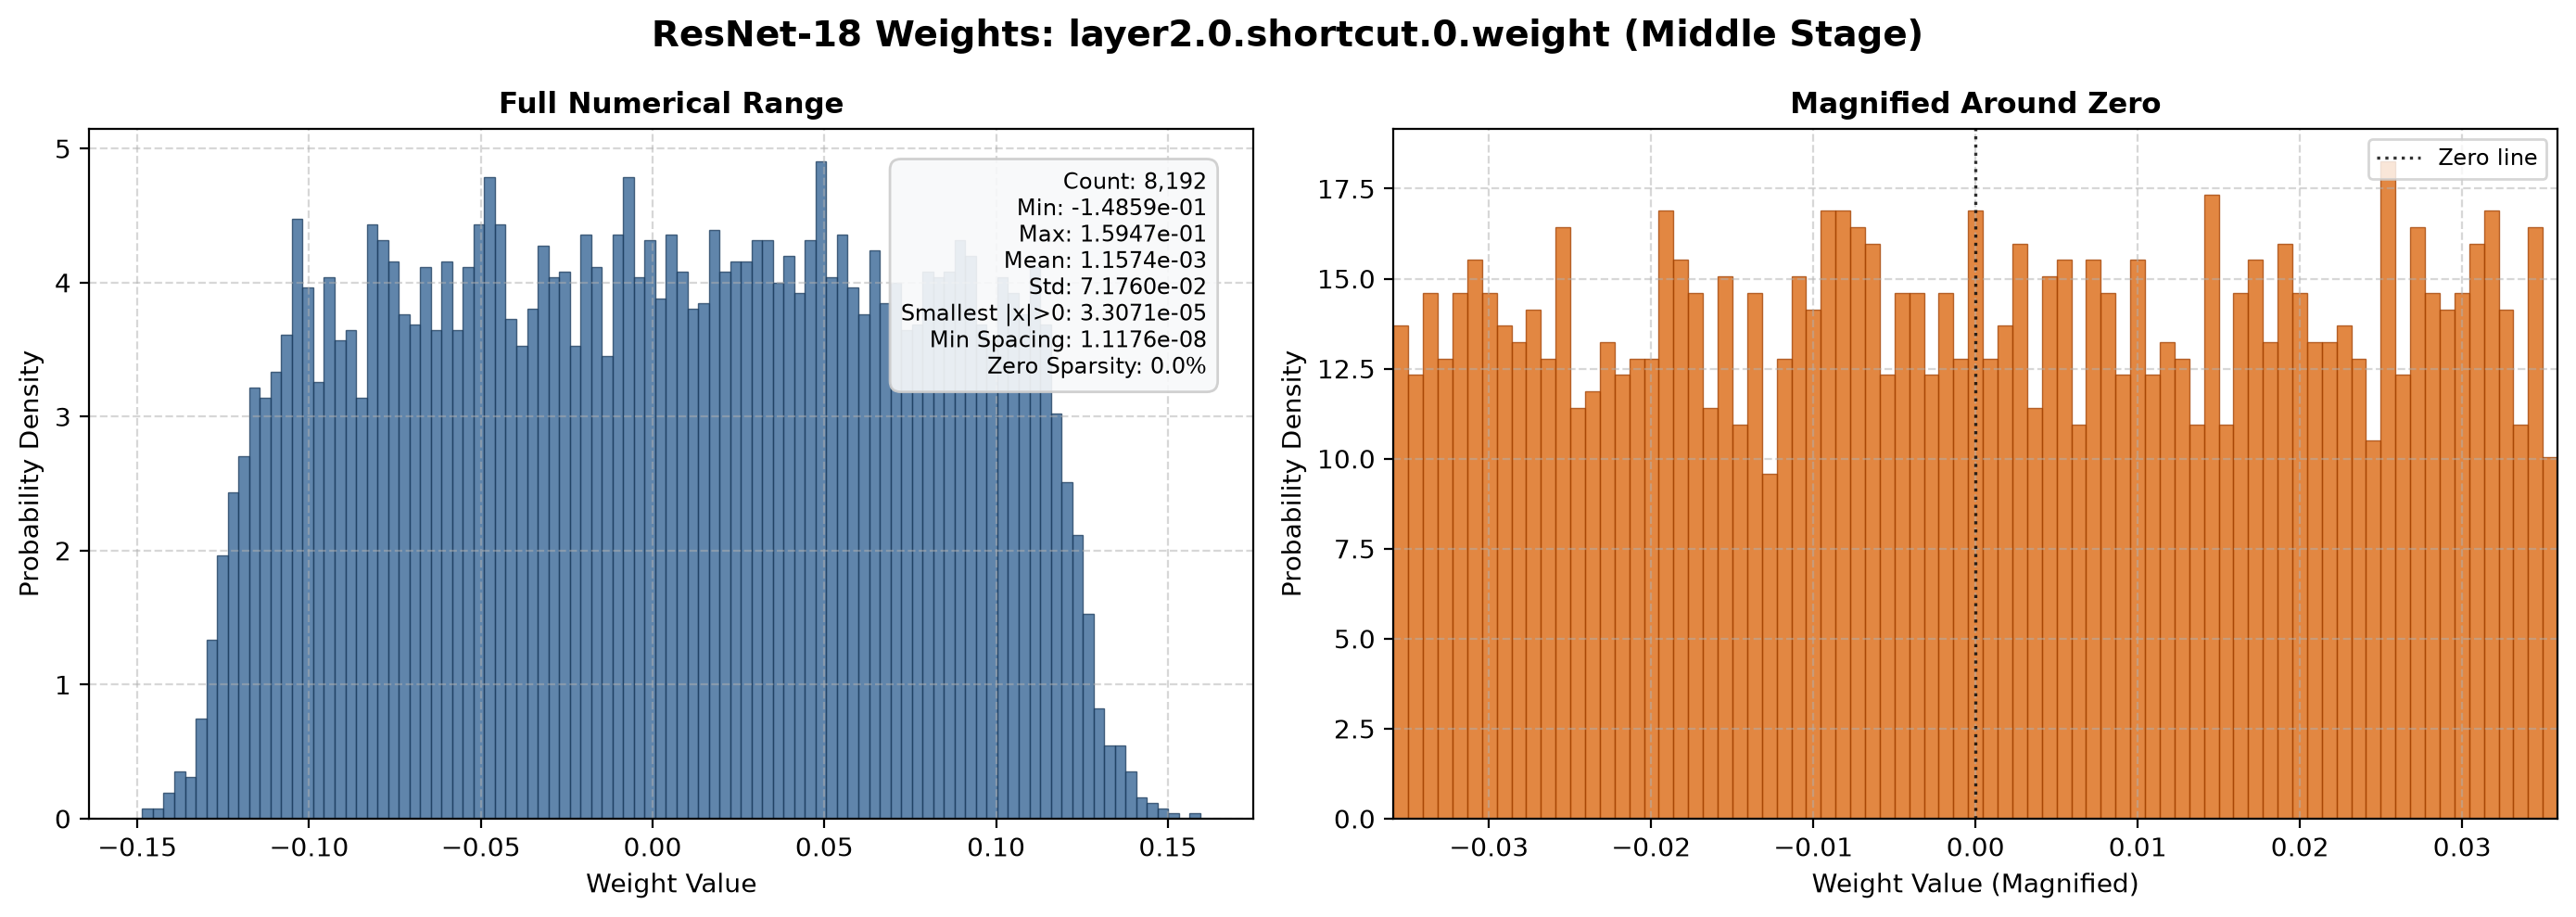 ResNet-18 Weights: layer2.0.shortcut.0.weight (Middle Stage)
Full Numerical Range
Probability Density
5
4
3
2
1
0
Count: 8,192
Min: -1.4859e-01
Max: 1.5947e-01
Mean: 1.1574e-03
Std: 7.1760e-02
Smallest |x|>0: 3.3071e-05
Min Spacing: 1.1176e-08
Zero Sparsity: 0.0%
−0.15 −0.10 −0.05 0.00 0.05 0.10 0.15
Weight Value
Magnified Around Zero
Probability Density
17.5
15.0
12.5
10.0
7.5
5.0
2.5
0.0
Zero line
−0.03 −0.02 −0.01 0.00 0.01 0.02 0.03
Weight Value (Magnified)